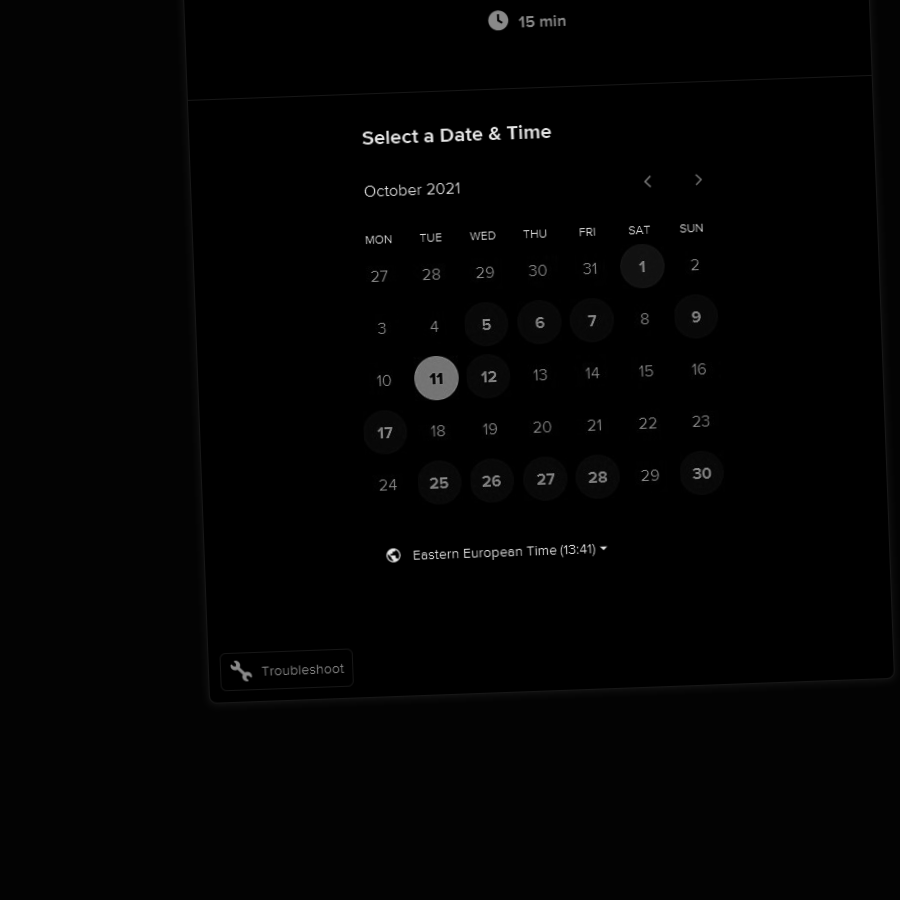 15 min
Select a Date & Time
October 2021
MON TUE WED THU FRI SAT SUN
27 28 29 30 31 1 2
3 4 5 6 7 8 9
10 11 12 13 14 15 16
17 18 19 20 21 22 23
24 25 26 27 28 29 30
Eastern European Time (13:41)
Troubleshoot